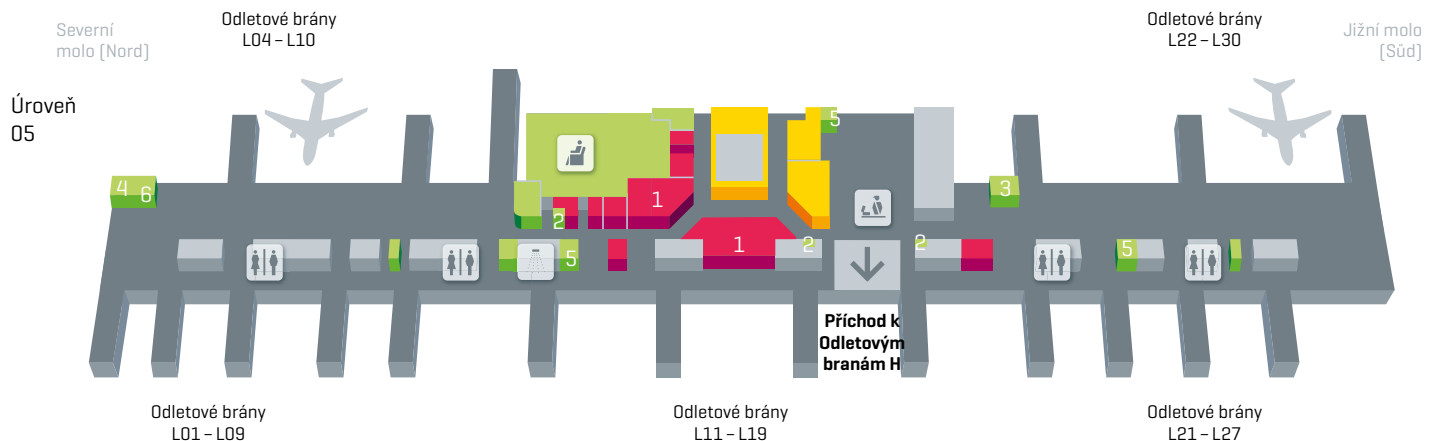 Severní
molo (Nord)
Odletové brány
L04 – L10
Odletové brány
L22 – L30
Jižní molo
(Süd)
Úroveň
05
5
4
6
1
3
2
1
2
2
5
5
Příchod k
Odletovým
branám H
Odletové brány
L01 – L09
Odletové brány
L11 – L19
Odletové brány
L21 – L27